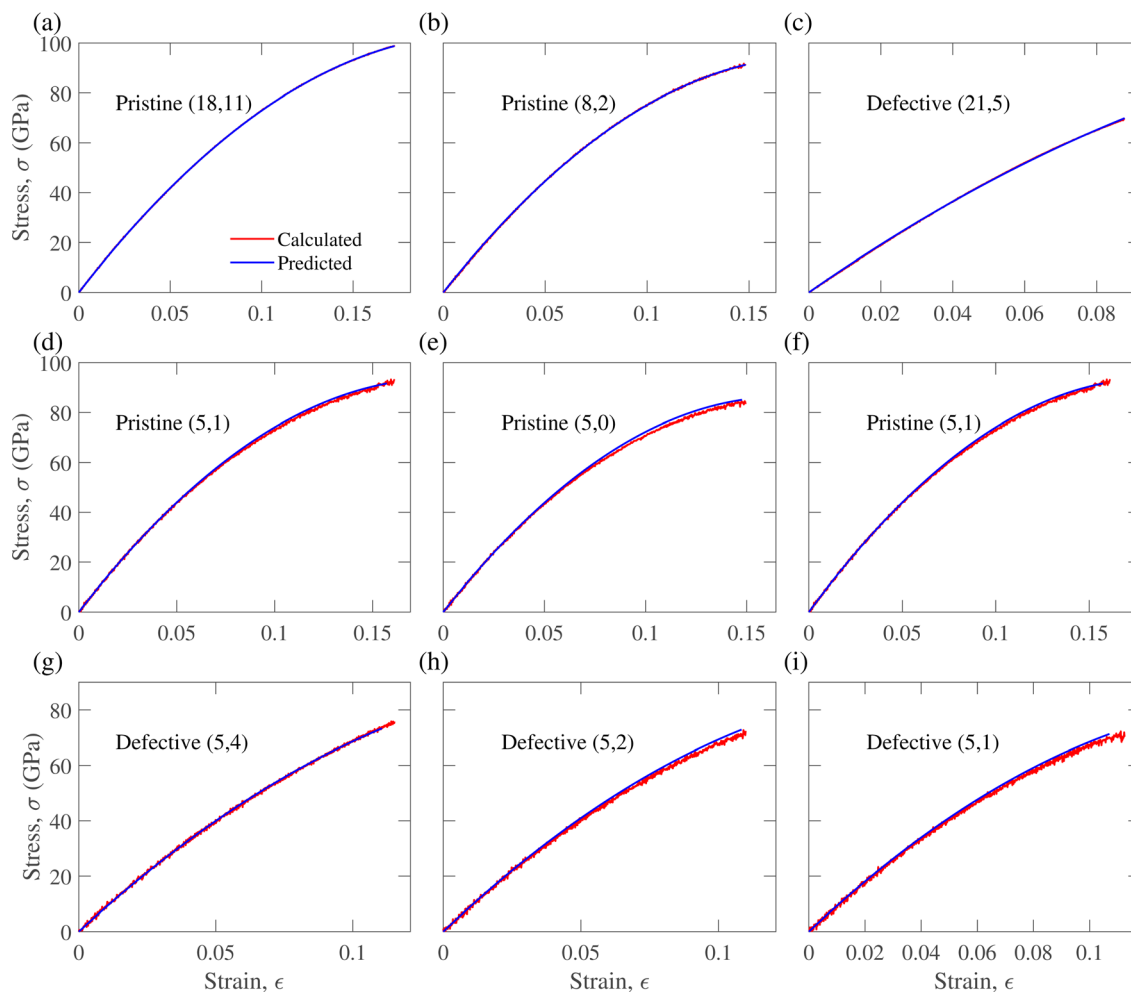 (a)
(b)
(c)
100
80
60
40
20
0
Stress, σ (GPa)
Pristine (18,11)
Calculated
Predicted
0
0.05
0.1
0.15
Pristine (8,2)
0
0.05
0.1
0.15
Defective (21,5)
0
0
0.02
0.04
0.06
0.08
(d)
(e)
(f)
100
80
60
40
20
0
Stress, σ (GPa)
Pristine (5,1)
0
0.05
0.1
0.15
Pristine (5,0)
0
0.05
0.1
0.15
Pristine (5,1)
0
0.05
0.1
0.15
(g)
(h)
(i)
80
60
40
20
0
Stress, σ (GPa)
Defective (5,4)
0
0.05
0.1
Strain, ϵ
Defective (5,2)
0
0.05
0.1
Strain, ϵ
Defective (5,1)
0
0.02
0.04
0.06
0.08
0.1
Strain, ϵ